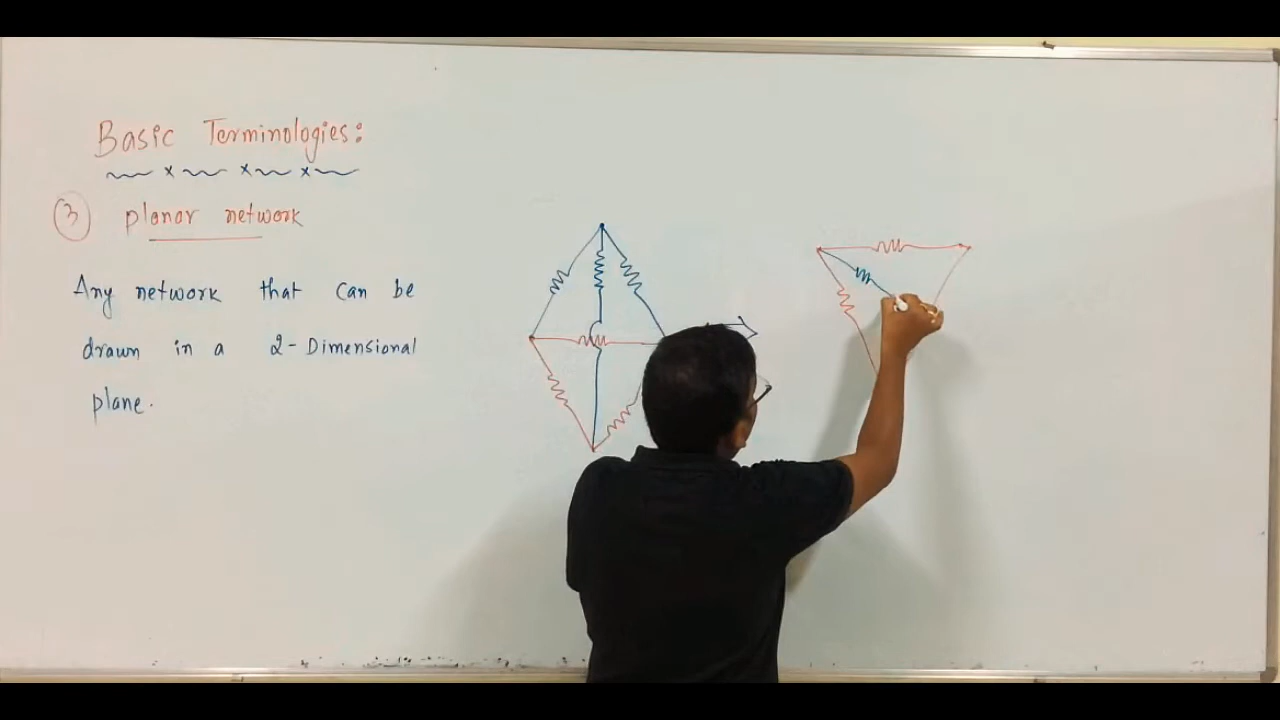 Basic Terminologies:
3 planar network
Any network that can be
drawn in a 2-Dimensional
plane.